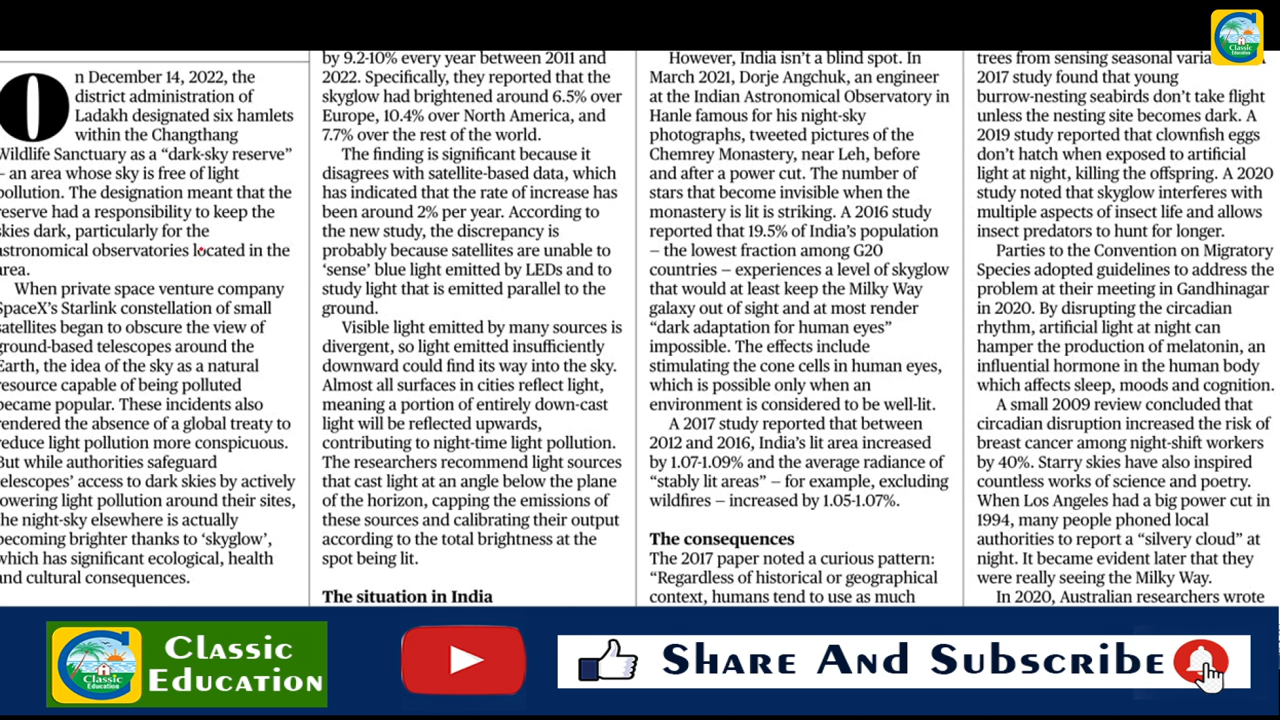 On December 14, 2022, the
district administration of
Ladakh designated six hamlets
within the Changthang
Wildlife Sanctuary as a “dark-sky reserve”
– an area whose sky is free of light
pollution. The designation meant that the
reserve had a responsibility to keep the
skies dark, particularly for the
astronomical observatories located in the
area.
When private space venture company
SpaceX’s Starlink constellation of small
satellites began to obscure the view of
ground-based telescopes around the
Earth, the idea of the sky as a natural
resource capable of being polluted
became popular. These incidents also
rendered the absence of a global treaty to
reduce light pollution more conspicuous.
But while authorities safeguard
telescopes’ access to dark skies by actively
lowering light pollution around their sites,
the night-sky elsewhere is actually
becoming brighter thanks to ‘skyglow’,
which has significant ecological, health
and cultural consequences.
by 9.2-10% every year between 2011 and
2022. Specifically, they reported that the
skyglow had brightened around 6.5% over
Europe, 10.4% over North America, and
7.7% over the rest of the world.
The finding is significant because it
disagrees with satellite-based data, which
has indicated that the rate of increase has
been around 2% per year. According to
the new study, the discrepancy is
probably because satellites are unable to
‘sense’ blue light emitted by LEDs and to
study light that is emitted parallel to the
ground.
Visible light emitted by many sources is
divergent, so light emitted insufficiently
downward could find its way into the sky.
Almost all surfaces in cities reflect light,
meaning a portion of entirely down-cast
light will be reflected upwards,
contributing to night-time light pollution.
The researchers recommend light sources
that cast light at an angle below the plane
of the horizon, capping the emissions of
these sources and calibrating their output
according to the total brightness at the
spot being lit.
The situation in India
However, India isn’t a blind spot. In
March 2021, Dorje Angchuk, an engineer
at the Indian Astronomical Observatory in
Hanle famous for his night-sky
photographs, tweeted pictures of the
Chemrey Monastery, near Leh, before
and after a power cut. The number of
stars that become invisible when the
monastery is lit is striking. A 2016 study
reported that 19.5% of India’s population
– the lowest fraction among G20
countries – experiences a level of skyglow
that would at least keep the Milky Way
galaxy out of sight and at most render
“dark adaptation for human eyes”
impossible. The effects include
stimulating the cone cells in human eyes,
which is possible only when an
environment is considered to be well-lit.
A 2017 study reported that between
2012 and 2016, India’s lit area increased
by 1.07-1.09% and the average radiance of
“stably lit areas” – for example, excluding
wildfires – increased by 1.05-1.07%.
The consequences
The 2017 paper noted a curious pattern:
“Regardless of historical or geographical
context, humans tend to use as much
trees from sensing seasonal
2017 study found that young
burrow-nesting seabirds don’t take flight
unless the nesting site becomes dark. A
2019 study reported that clownfish eggs
don’t hatch when exposed to artificial
light at night, killing the offspring. A 2020
study noted that skyglow interferes with
multiple aspects of insect life and allows
insect predators to hunt for longer.
Parties to the Convention on Migratory
Species adopted guidelines to address the
problem at their meeting in Gandhinagar
in 2020. By disrupting the circadian
rhythm, artificial light at night can
hamper the production of melatonin, an
influential hormone in the human body
which affects sleep, moods and cognition.
A small 2009 review concluded that
circadian disruption increased the risk of
breast cancer among night-shift workers
by 40%. Starry skies have also inspired
countless works of science and poetry.
When Los Angeles had a big power cut in
1994, many people phoned local
authorities to report a “silvery cloud” at
night. It became evident later that they
were really seeing the Milky Way.
In 2020, Australian researchers wrote
Classic
Education
Classic
Education
Classic
Education
Share And Subscribe